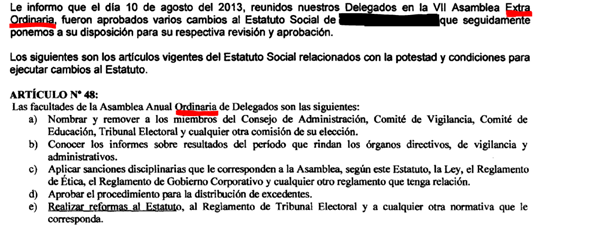 Le informo que el día 10 de agosto del 2013, reunidos nuestros Delegados en la VII Asamblea Extra
Ordinaria, fueron aprobados varios cambios al Estatuto Social de que seguidamente
ponemos a su disposición para su respectiva revisión y aprobación.
Los siguientes son los artículos vigentes del Estatuto Social relacionados con la potestad y condiciones para
ejecutar cambios al Estatuto.
ARTÍCULO Nº 48:
Las facultades de la Asamblea Anual Ordinaria de Delegados son las siguientes:
a) Nombrar y remover a los miembros del Consejo de Administración, Comité de Vigilancia, Comité de
Educación, Tribunal Electoral y cualquier otra comisión de su elección.
b) Conocer los informes sobre resultados del período que rindan los órganos directivos, de vigilancia y
administrativos.
c) Aplicar sanciones disciplinarias que le corresponden a la Asamblea, según este Estatuto, la Ley, el Reglamento
de Ética, el Reglamento de Gobierno Corporativo y cualquier otro reglamento que tenga relación.
d) Aprobar el procedimiento para la distribución de excedentes.
e) Realizar reformas al Estatuto, al Reglamento de Tribunal Electoral y a cualquier otra normativa que le
corresponda.